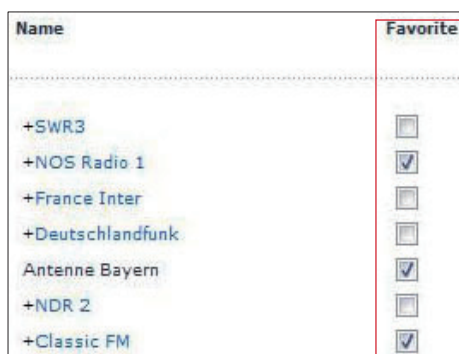 Name Favorite
+SWR3
+NOS Radio 1
+France Inter
+Deutschlandfunk
Antenne Bayern
+NDR 2
+Classic FM